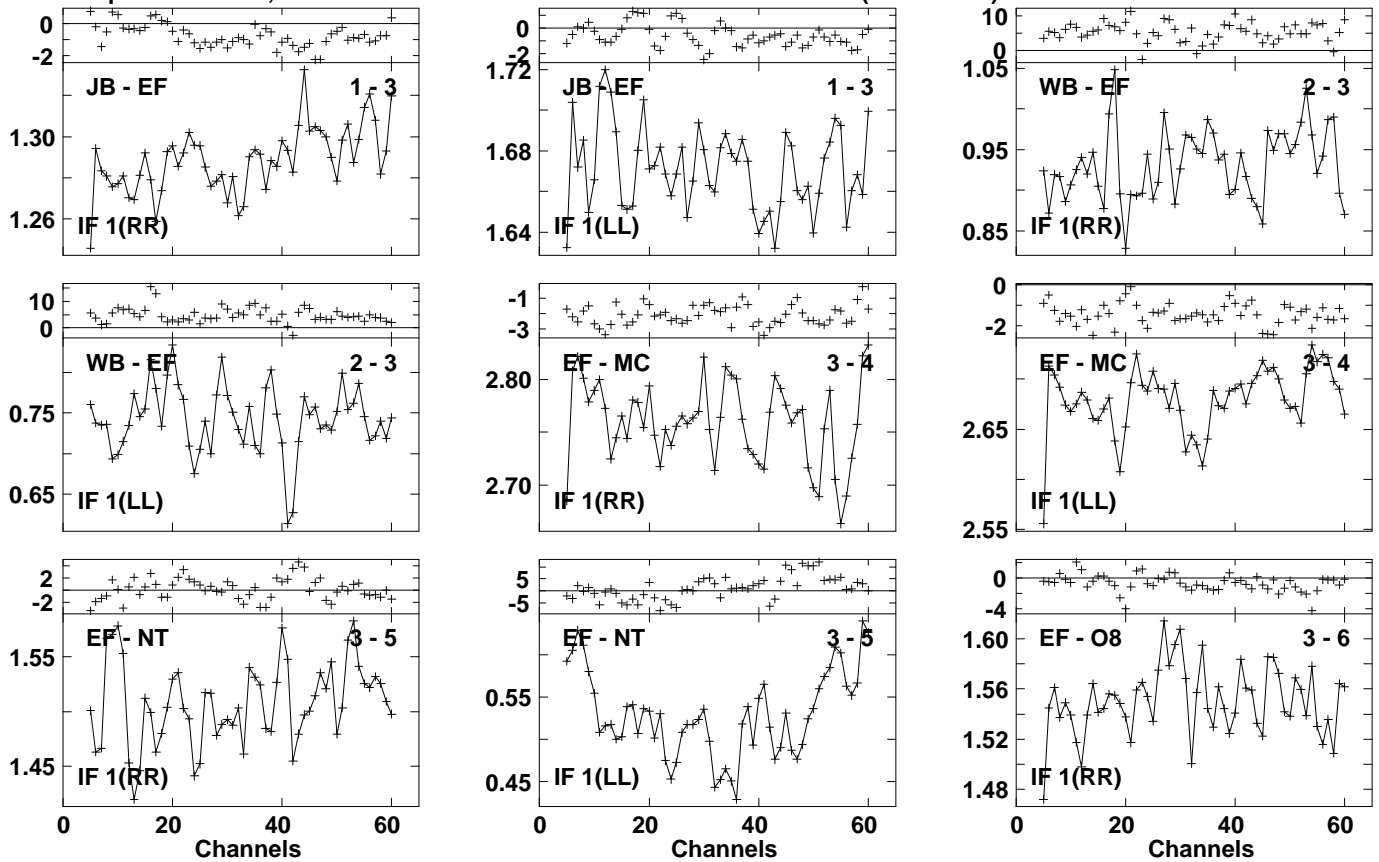 0
-2
JB - EF 1 - 3
1.30
1.26
IF 1(RR)
0
-2
1.72
JB - EF 1 - 3
1.68
1.64
IF 1(LL)
10
0
1.05
WB - EF 2 - 3
0.95
0.85
IF 1(RR)
10
0
WB - EF 2 - 3
0.75
0.65
IF 1(LL)
-1
-3
EF - MC 3 - 4
2.80
2.70
IF 1(RR)
0
-2
EF - MC 3 - 4
2.65
2.55
IF 1(LL)
2
-2
EF - NT 3 - 5
1.55
1.45
IF 1(RR)
0 20 40 60
Channels
5
-5
EF - NT 3 - 5
0.55
0.45
IF 1(LL)
0 20 40 60
Channels
0
-4
1.60
EF - O8 3 - 6
1.56
1.52
1.48
IF 1(RR)
0 20 40 60
Channels